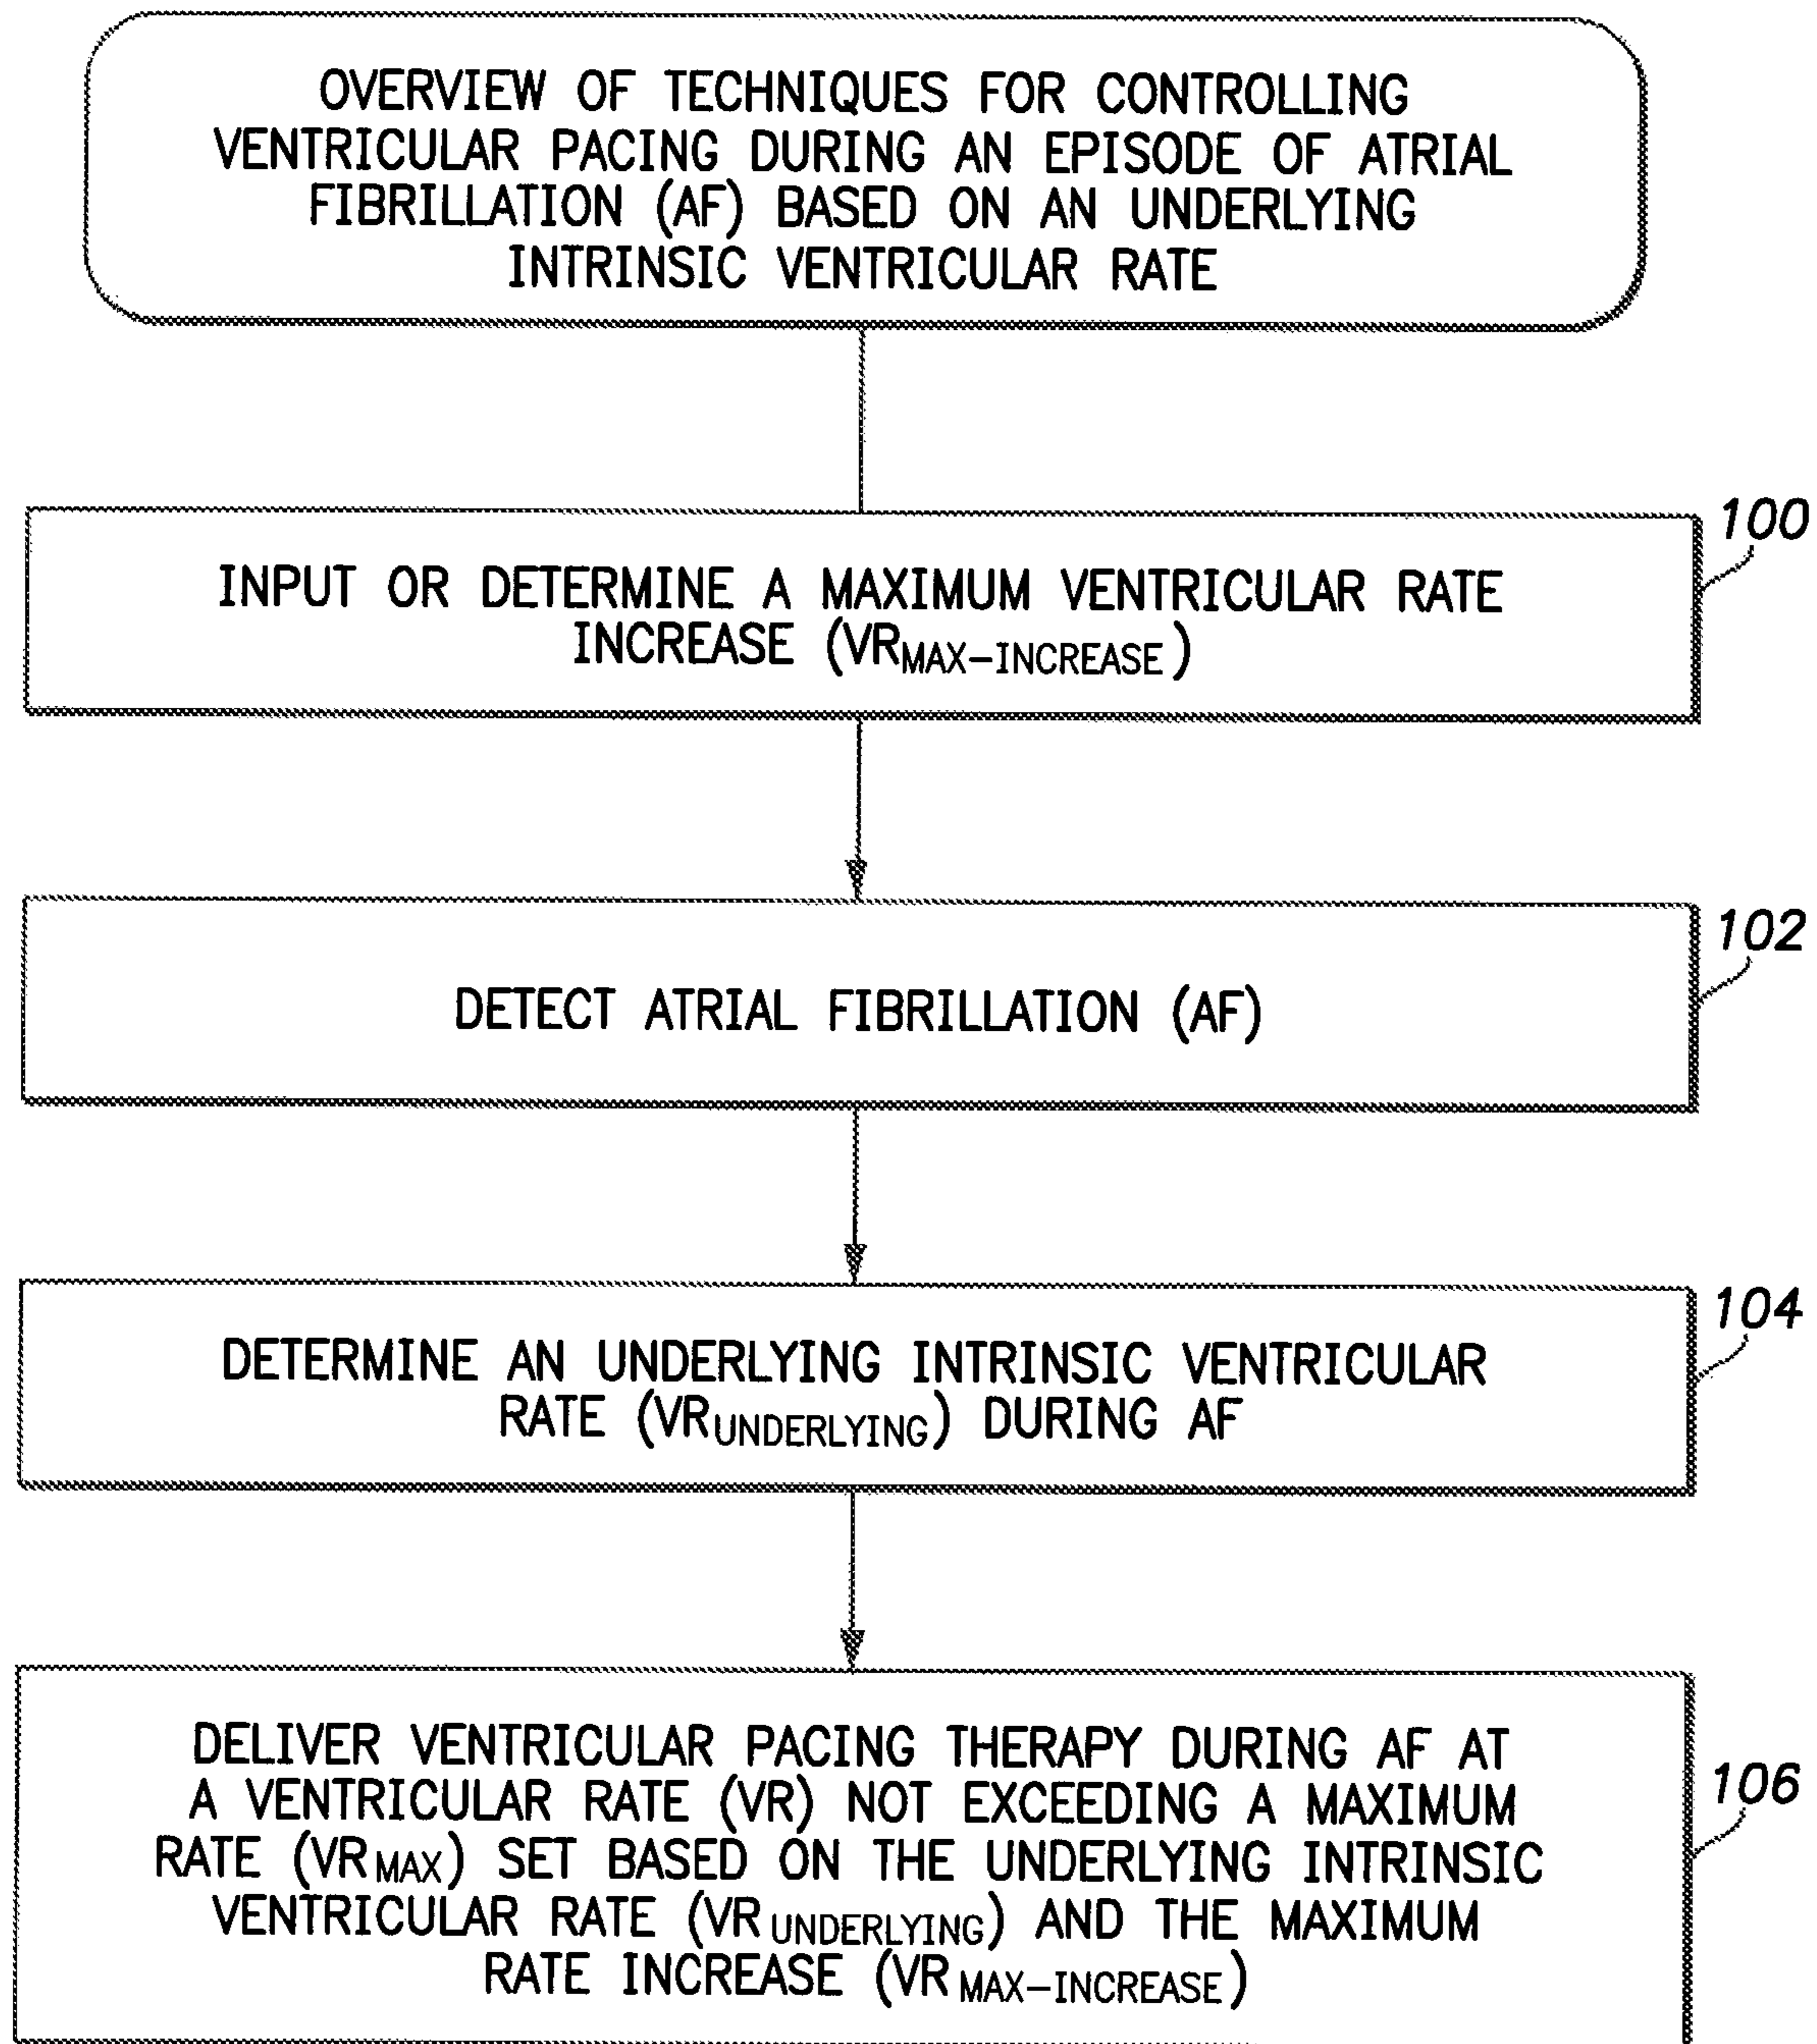 OVERVIEW OF TECHNIQUES FOR CONTROLLING
VENTRICULAR PACING DURING AN EPISODE OF ATRIAL
FIBRILLATION (AF) BASED ON AN UNDERLYING
INTRINSIC VENTRICULAR RATE
100
INPUT OR DETERMINE A MAXIMUM VENTRICULAR RATE
INCREASE (VRMAX-INCREASE)
102
DETECT ATRIAL FIBRILLATION (AF)
104
DETERMINE AN UNDERLYING INTRINSIC VENTRICULAR
RATE (VRUNDERLYING) DURING AF
106
DELIVER VENTRICULAR PACING THERAPY DURING AF AT
A VENTRICULAR RATE (VR) NOT EXCEEDING A MAXIMUM
RATE (VRMAX) SET BASED ON THE UNDERLYING INTRINSIC
VENTRICULAR RATE (VRUNDERLYING) AND THE MAXIMUM
RATE INCREASE (VRMAX-INCREASE)